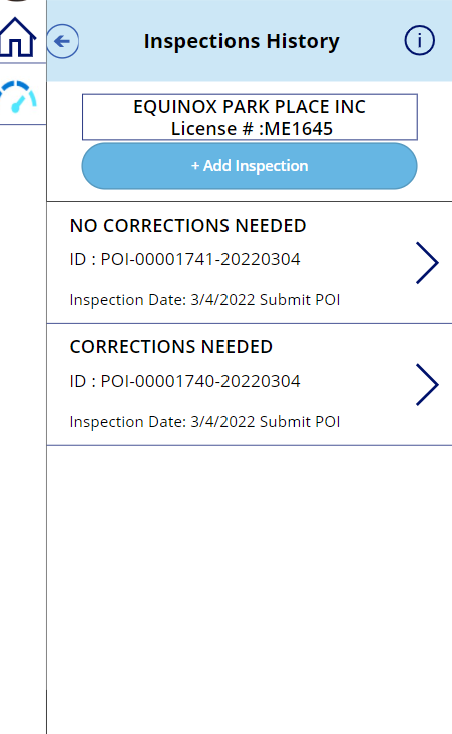 Inspections History
i
EQUINOX PARK PLACE INC
License # :ME1645
+ Add Inspection
NO CORRECTIONS NEEDED
ID : POI-00001741-20220304
Inspection Date: 3/4/2022 Submit POI
CORRECTIONS NEEDED
ID : POI-00001740-20220304
Inspection Date: 3/4/2022 Submit POI